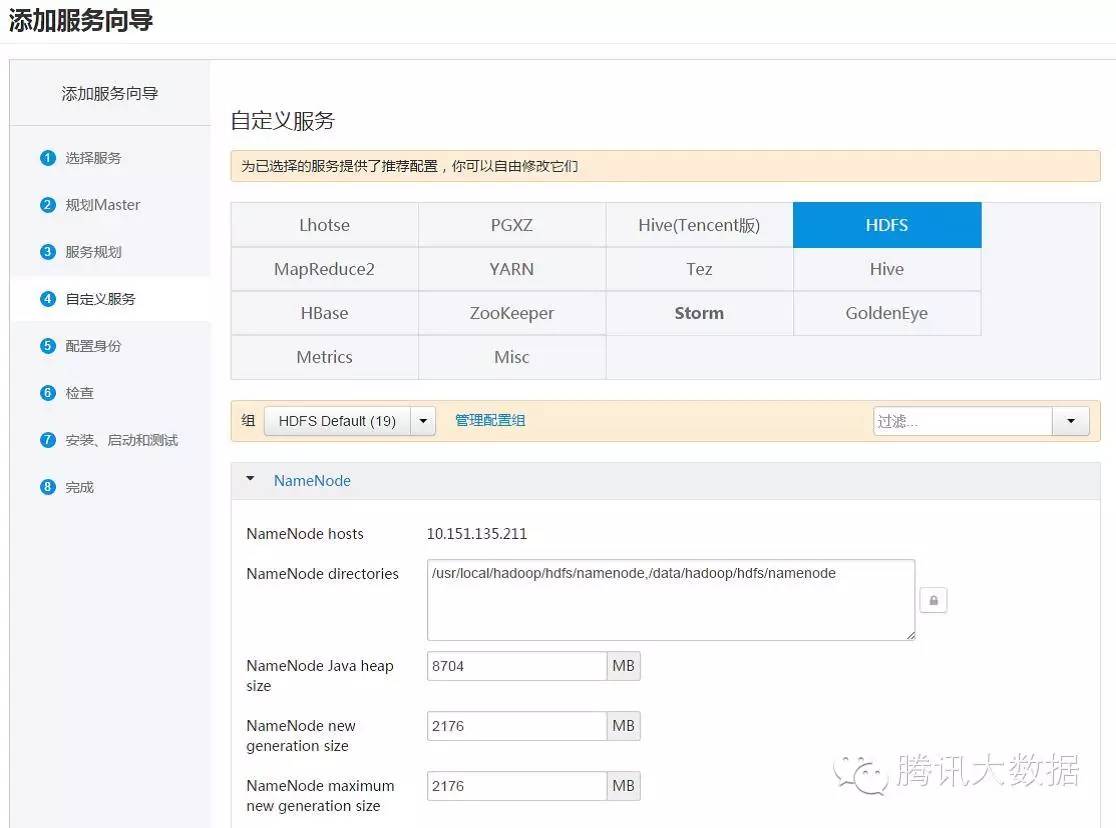 添加服务向导
添加服务向导
1 选择服务
2 规划Master
3 服务规划
4 自定义服务
5 配置身份
6 检查
7 安装、启动和测试
8 完成
自定义服务
为已选择的服务提供了推荐配置，你可以自由修改它们
Lhotse PGXZ Hive(Tencent版) HDFS
MapReduce2 YARN Tez Hive
HBase ZooKeeper Storm GoldenEye
Metrics Misc
组 HDFS Default (19) 管理配置组 过滤...
NameNode
NameNode hosts 10.151.135.211
NameNode directories /usr/local/hadoop/hdfs/namenode,/data/hadoop/hdfs/namenode
NameNode Java heap 8704 MB
size
NameNode new 2176 MB
generation size
NameNode maximum 2176 MB
new generation size
腾讯大数据